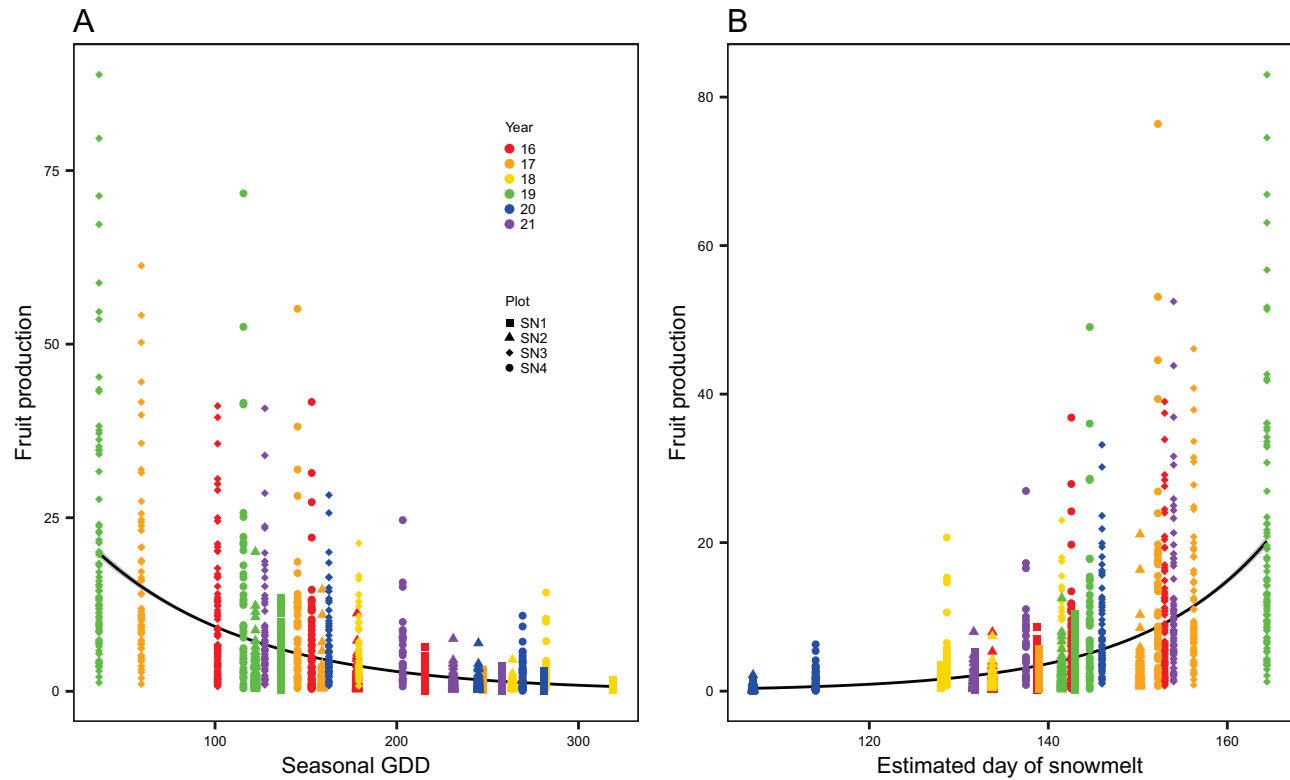 A
Fruit production
75
50
25
0
100
200
300
Seasonal GDD
Year
16
17
18
19
20
21
Plot
SN1
SN2
SN3
SN4
B
Fruit production
80
60
40
20
0
120
140
160
Estimated day of snowmelt